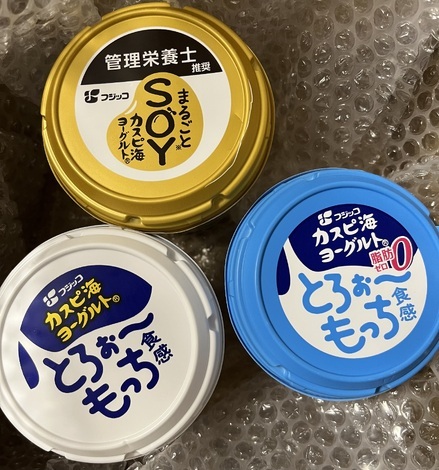 管理栄養士
推奨
フジッコ
まるごと
SOY※
カスピ海
ヨーグルト®
フジッコ
カスピ海
ヨーグルト®
とろぉ〜
もっち
食感
フジッコ
カスピ海
ヨーグルト®
脂肪
ゼロ
0
とろぉ〜
もっち
食感